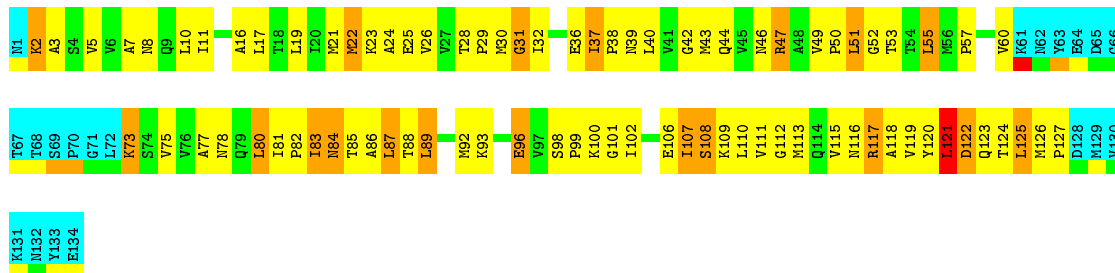 N1 K2 A3 S4 V5 V6 A7 N8 Q9 L10 I11 A16 L17 T18 L19 I20 M21 M22 K23 A24 E25 V26 V27 T28 P29 M30 G31 I32 E36 I37 P38 N39 L40 V41 G42 M43 Q44 V45 N46 R47 A48 V49 P50 L51 G52 T53 T54 L55 M56 P57 V60 K61 N62 Y63 E64 D65 G66
T67 T68 S69 P70 G71 L72 K73 S74 V75 V76 A77 N78 Q79 L80 I81 P82 I83 N84 T85 A86 L87 T88 L89 M92 K93 E96 V97 S98 P99 K100 G101 I102 E106 I107 S108 K109 L110 V111 G112 M113 Q114 V115 N116 R117 A118 V119 Y120 L121 D122 Q123 T124 L125 M126 P127 D128 M129
K131 N132 Y133 E134